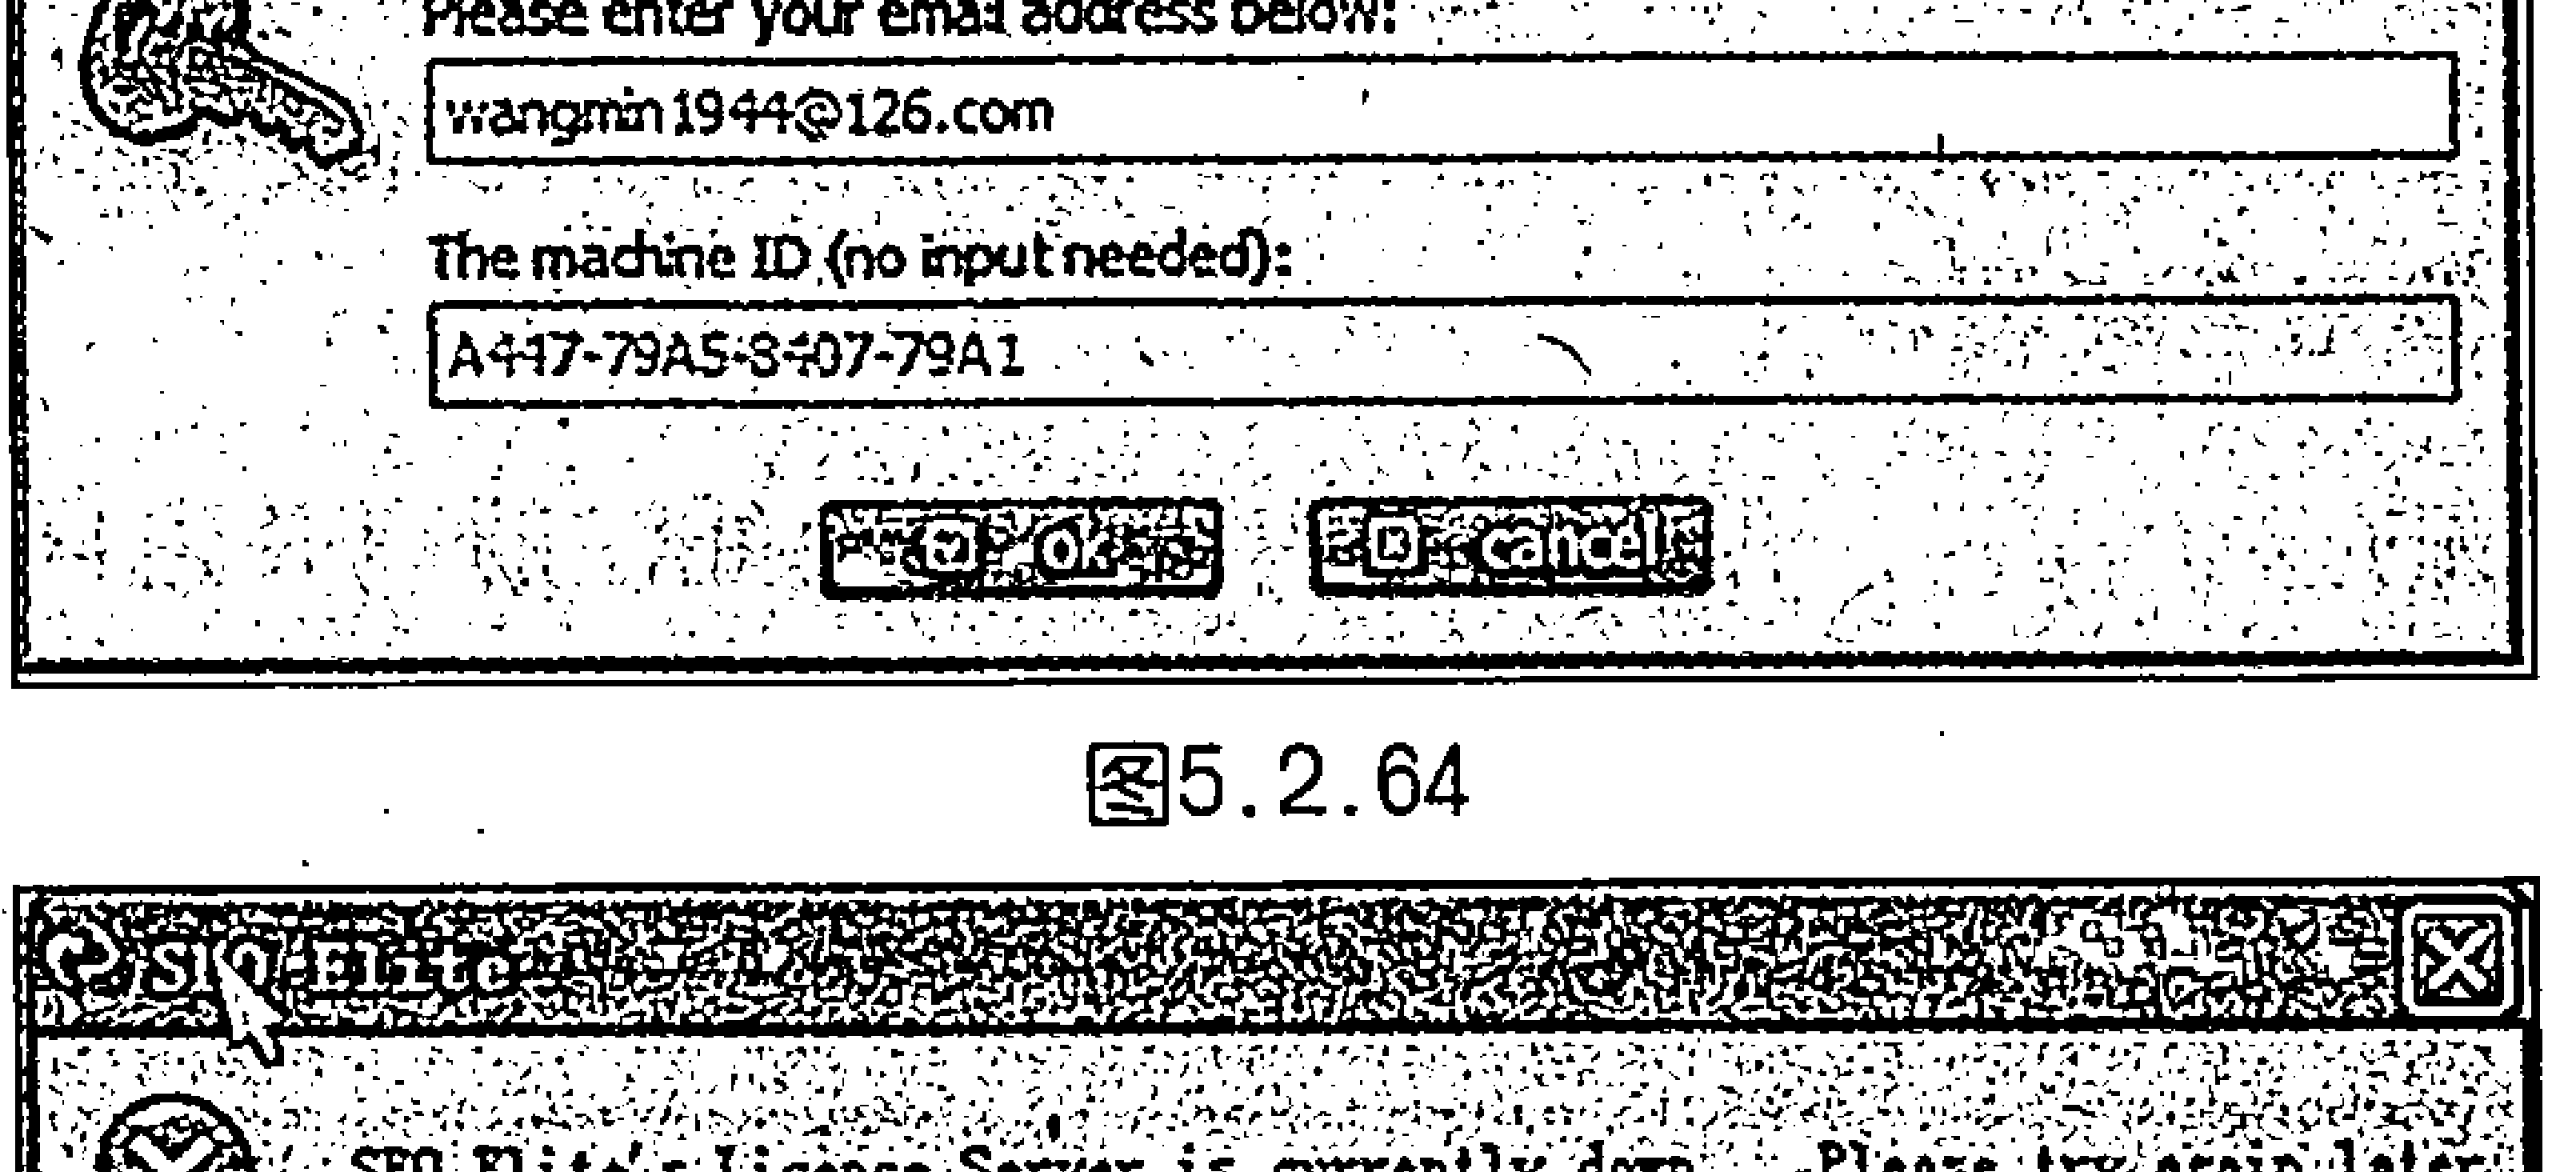 Please enter your email address below:
wangmin1944@126.com
The machine ID (no input needed):
A447-79A5-8407-79A1
ok
cancel
图5.2.64
SEO Elite
SEO Elite's License Server is currently down. Please try again later